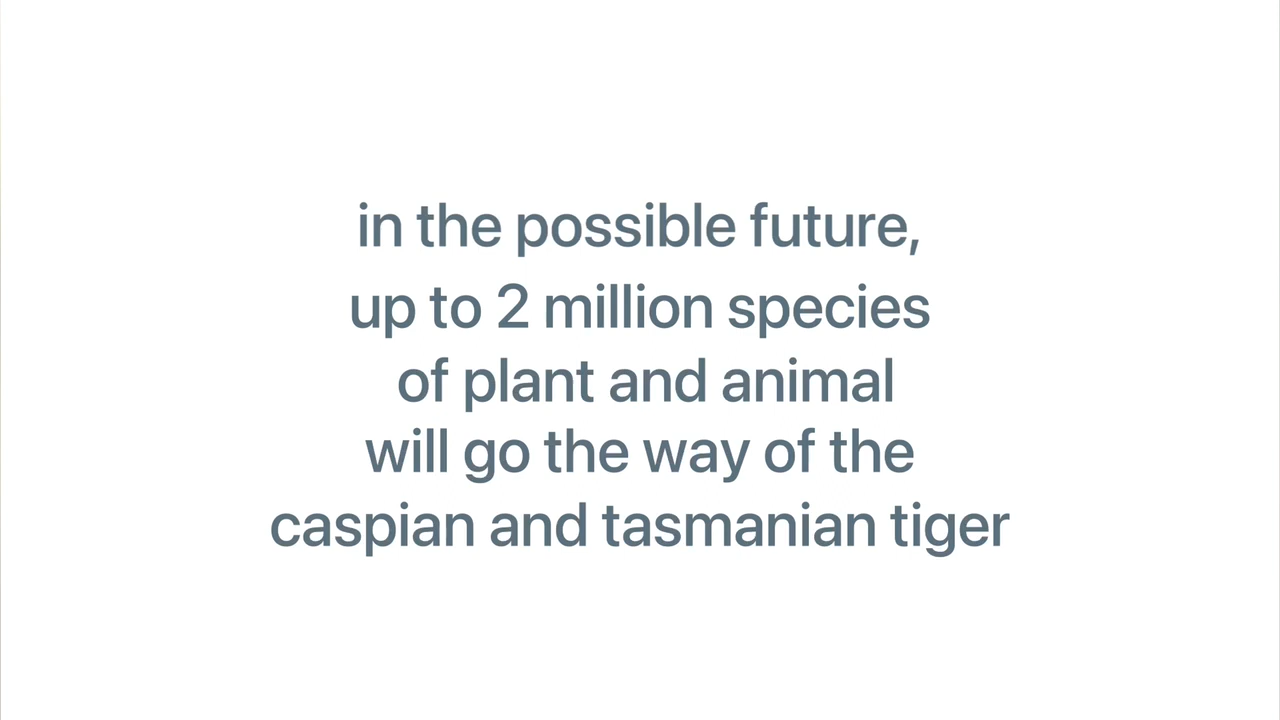 in the possible future,
up to 2 million species
of plant and animal
will go the way of the
caspian and tasmanian tiger